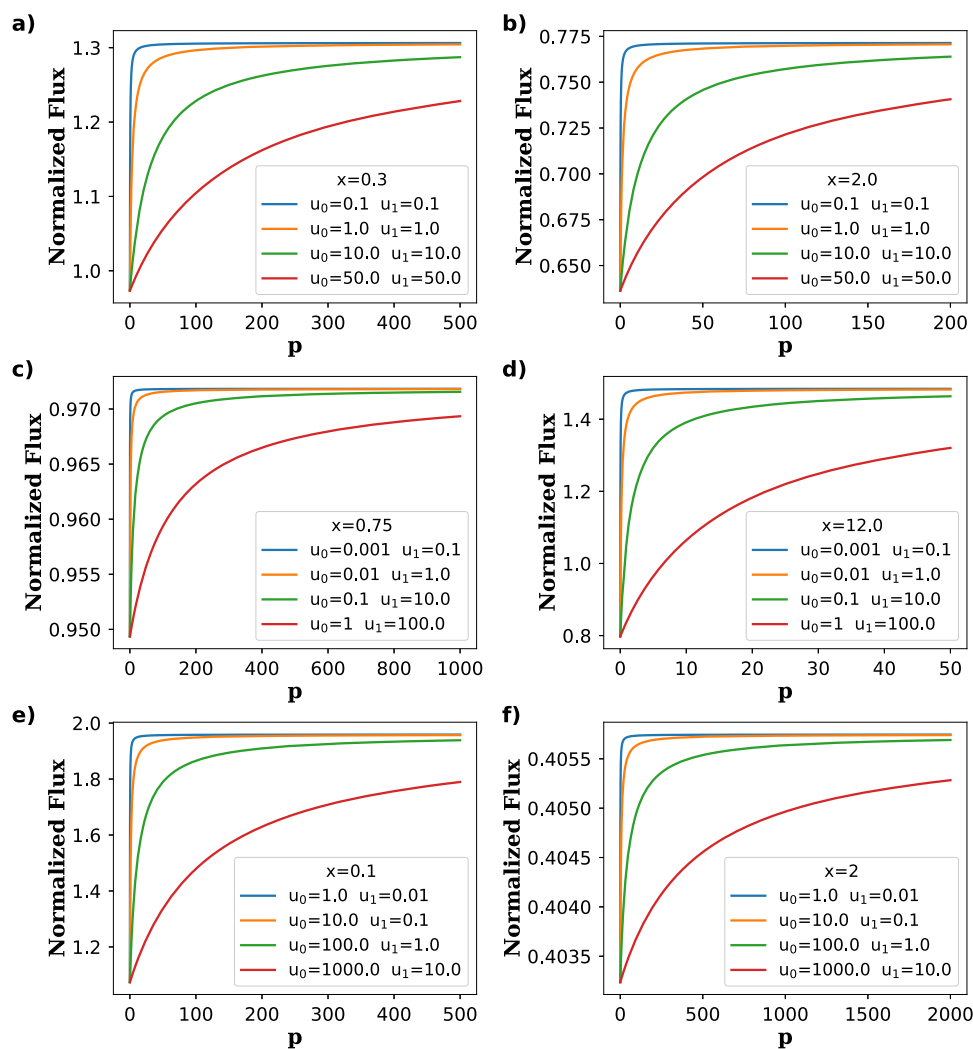 a)
Normalized Flux
1.3
1.2
1.1
1.0
x=0.3
u₀=0.1 u₁=0.1
u₀=1.0 u₁=1.0
u₀=10.0 u₁=10.0
u₀=50.0 u₁=50.0
0 100 200 300 400 500
p
b)
Normalized Flux
0.775
0.750
0.725
0.700
0.675
0.650
x=2.0
u₀=0.1 u₁=0.1
u₀=1.0 u₁=1.0
u₀=10.0 u₁=10.0
u₀=50.0 u₁=50.0
0 50 100 150 200
p
c)
Normalized Flux
0.970
0.965
0.960
0.955
0.950
x=0.75
u₀=0.001 u₁=0.1
u₀=0.01 u₁=1.0
u₀=0.1 u₁=10.0
u₀=1 u₁=100.0
0 200 400 600 800 1000
p
d)
Normalized Flux
1.4
1.2
1.0
0.8
x=12.0
u₀=0.001 u₁=0.1
u₀=0.01 u₁=1.0
u₀=0.1 u₁=10.0
u₀=1 u₁=100.0
0 10 20 30 40 50
p
e)
Normalized Flux
2.0
1.8
1.6
1.4
1.2
x=0.1
u₀=1.0 u₁=0.01
u₀=10.0 u₁=0.1
u₀=100.0 u₁=1.0
u₀=1000.0 u₁=10.0
0 100 200 300 400 500
p
f)
Normalized Flux
0.4055
0.4050
0.4045
0.4040
0.4035
x=2
u₀=1.0 u₁=0.01
u₀=10.0 u₁=0.1
u₀=100.0 u₁=1.0
u₀=1000.0 u₁=10.0
0 500 1000 1500 2000
p